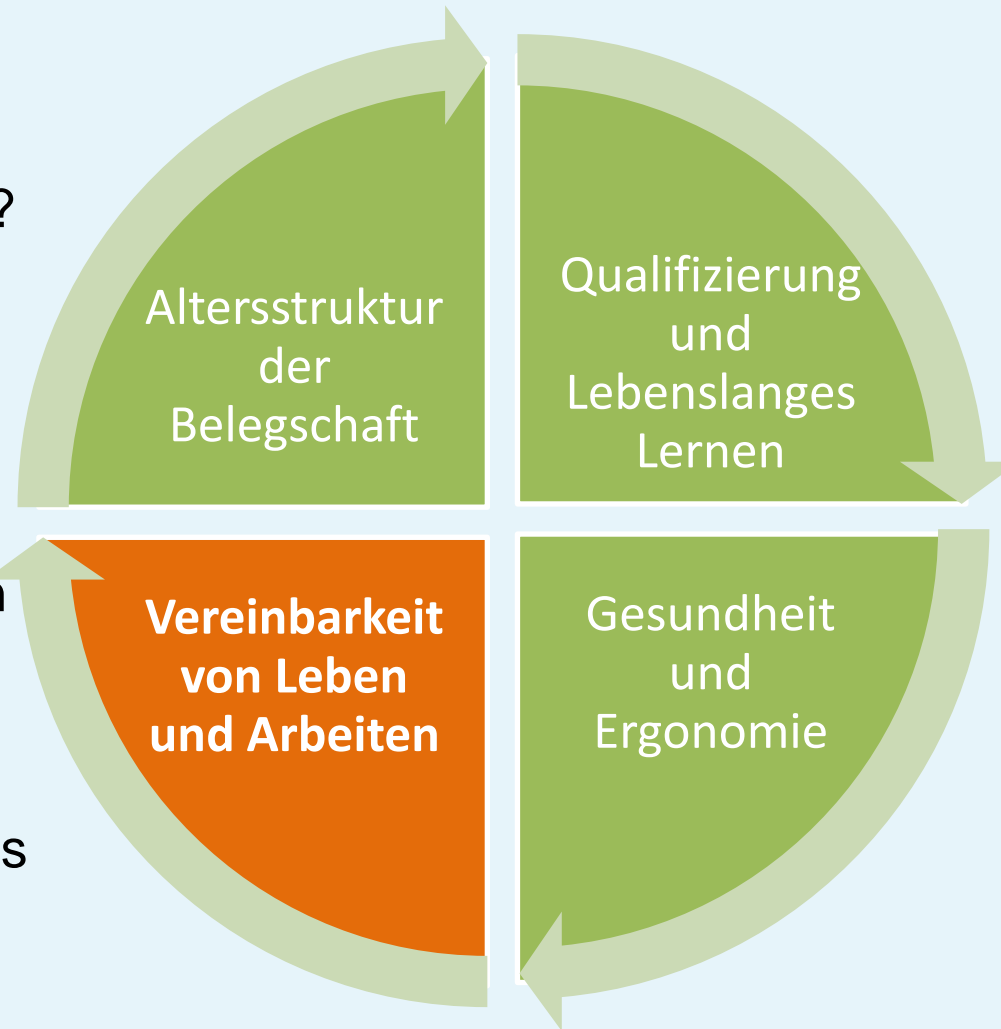 ?
Altersstruktur
der
Belegschaft
Qualifizierung
und
Lebenslanges
Lernen
Vereinbarkeit
von Leben
und Arbeiten
Gesundheit
und
Ergonomie
s